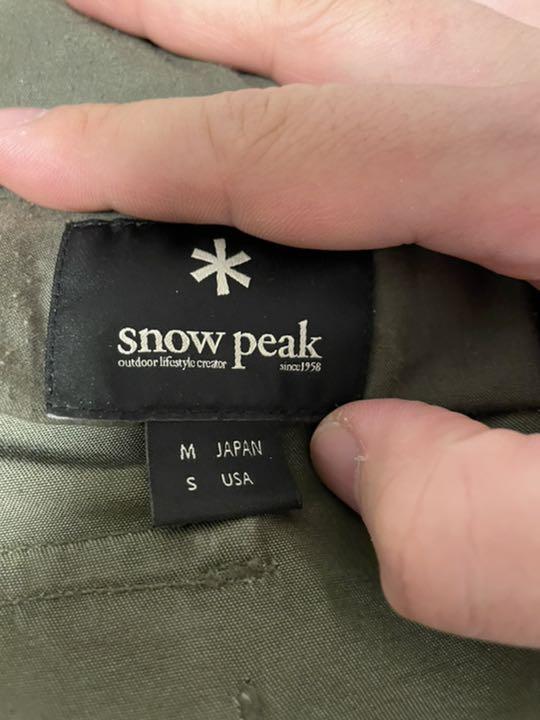 snow peak
outdoor lifestyle creator since1958
M JAPAN
S USA